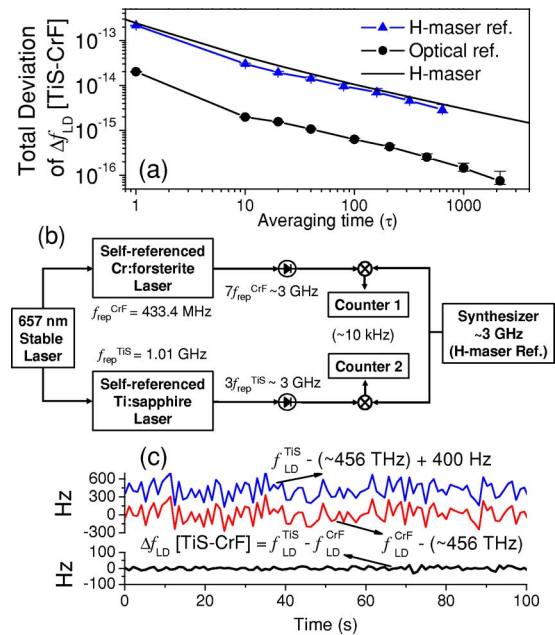 (a)
Total Deviation
of Δf_LD [TiS-CrF]
10⁻¹³
10⁻¹⁴
10⁻¹⁵
10⁻¹⁶
H-maser ref.
Optical ref.
H-maser
1 10 100 1000
Averaging time (τ)
(b)
657 nm
Stable
Laser
Self-referenced
Cr:forsterite
Laser
f_rep^CrF = 433.4 MHz
7f_rep^CrF ~3 GHz
Counter 1
(~10 kHz)
Counter 2
Synthesizer
~3 GHz
(H-maser Ref.)
f_rep^TiS = 1.01 GHz
Self-referenced
Ti:sapphire
Laser
3f_rep^TiS ~ 3 GHz
(c)
f_LD^TiS - (~456 THz) + 400 Hz
Hz
600
300
0
-300
Δf_LD [TiS-CrF] = f_LD^TiS - f_LD^CrF
f_LD^CrF - (~456 THz)
Hz
100
0
-100
0 20 40 60 80 100
Time (s)